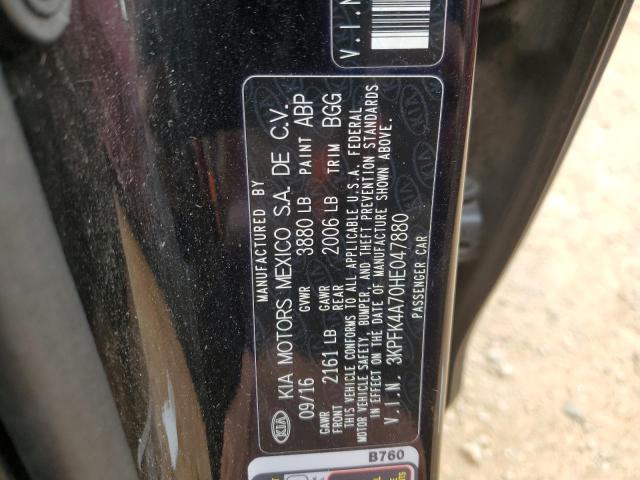 V.I.N
MANUFACTURED BY
KIA KIA MOTORS MEXICO S.A. DE C.V.
09/16 GVWR 3880 LB PAINT ABP
GAWR FRONT 2161 LB GAWR REAR 2006 LB TRIM BGG
THIS VEHICLE CONFORMS TO ALL APPLICABLE U.S.A. FEDERAL
MOTOR VEHICLE SAFETY, BUMPER, AND THEFT PREVENTION STANDARDS
IN EFFECT ON THE DATE OF MANUFACTURE SHOWN ABOVE.
V.I.N. 3KPFK4A70HE047880
PASSENGER CAR
B760